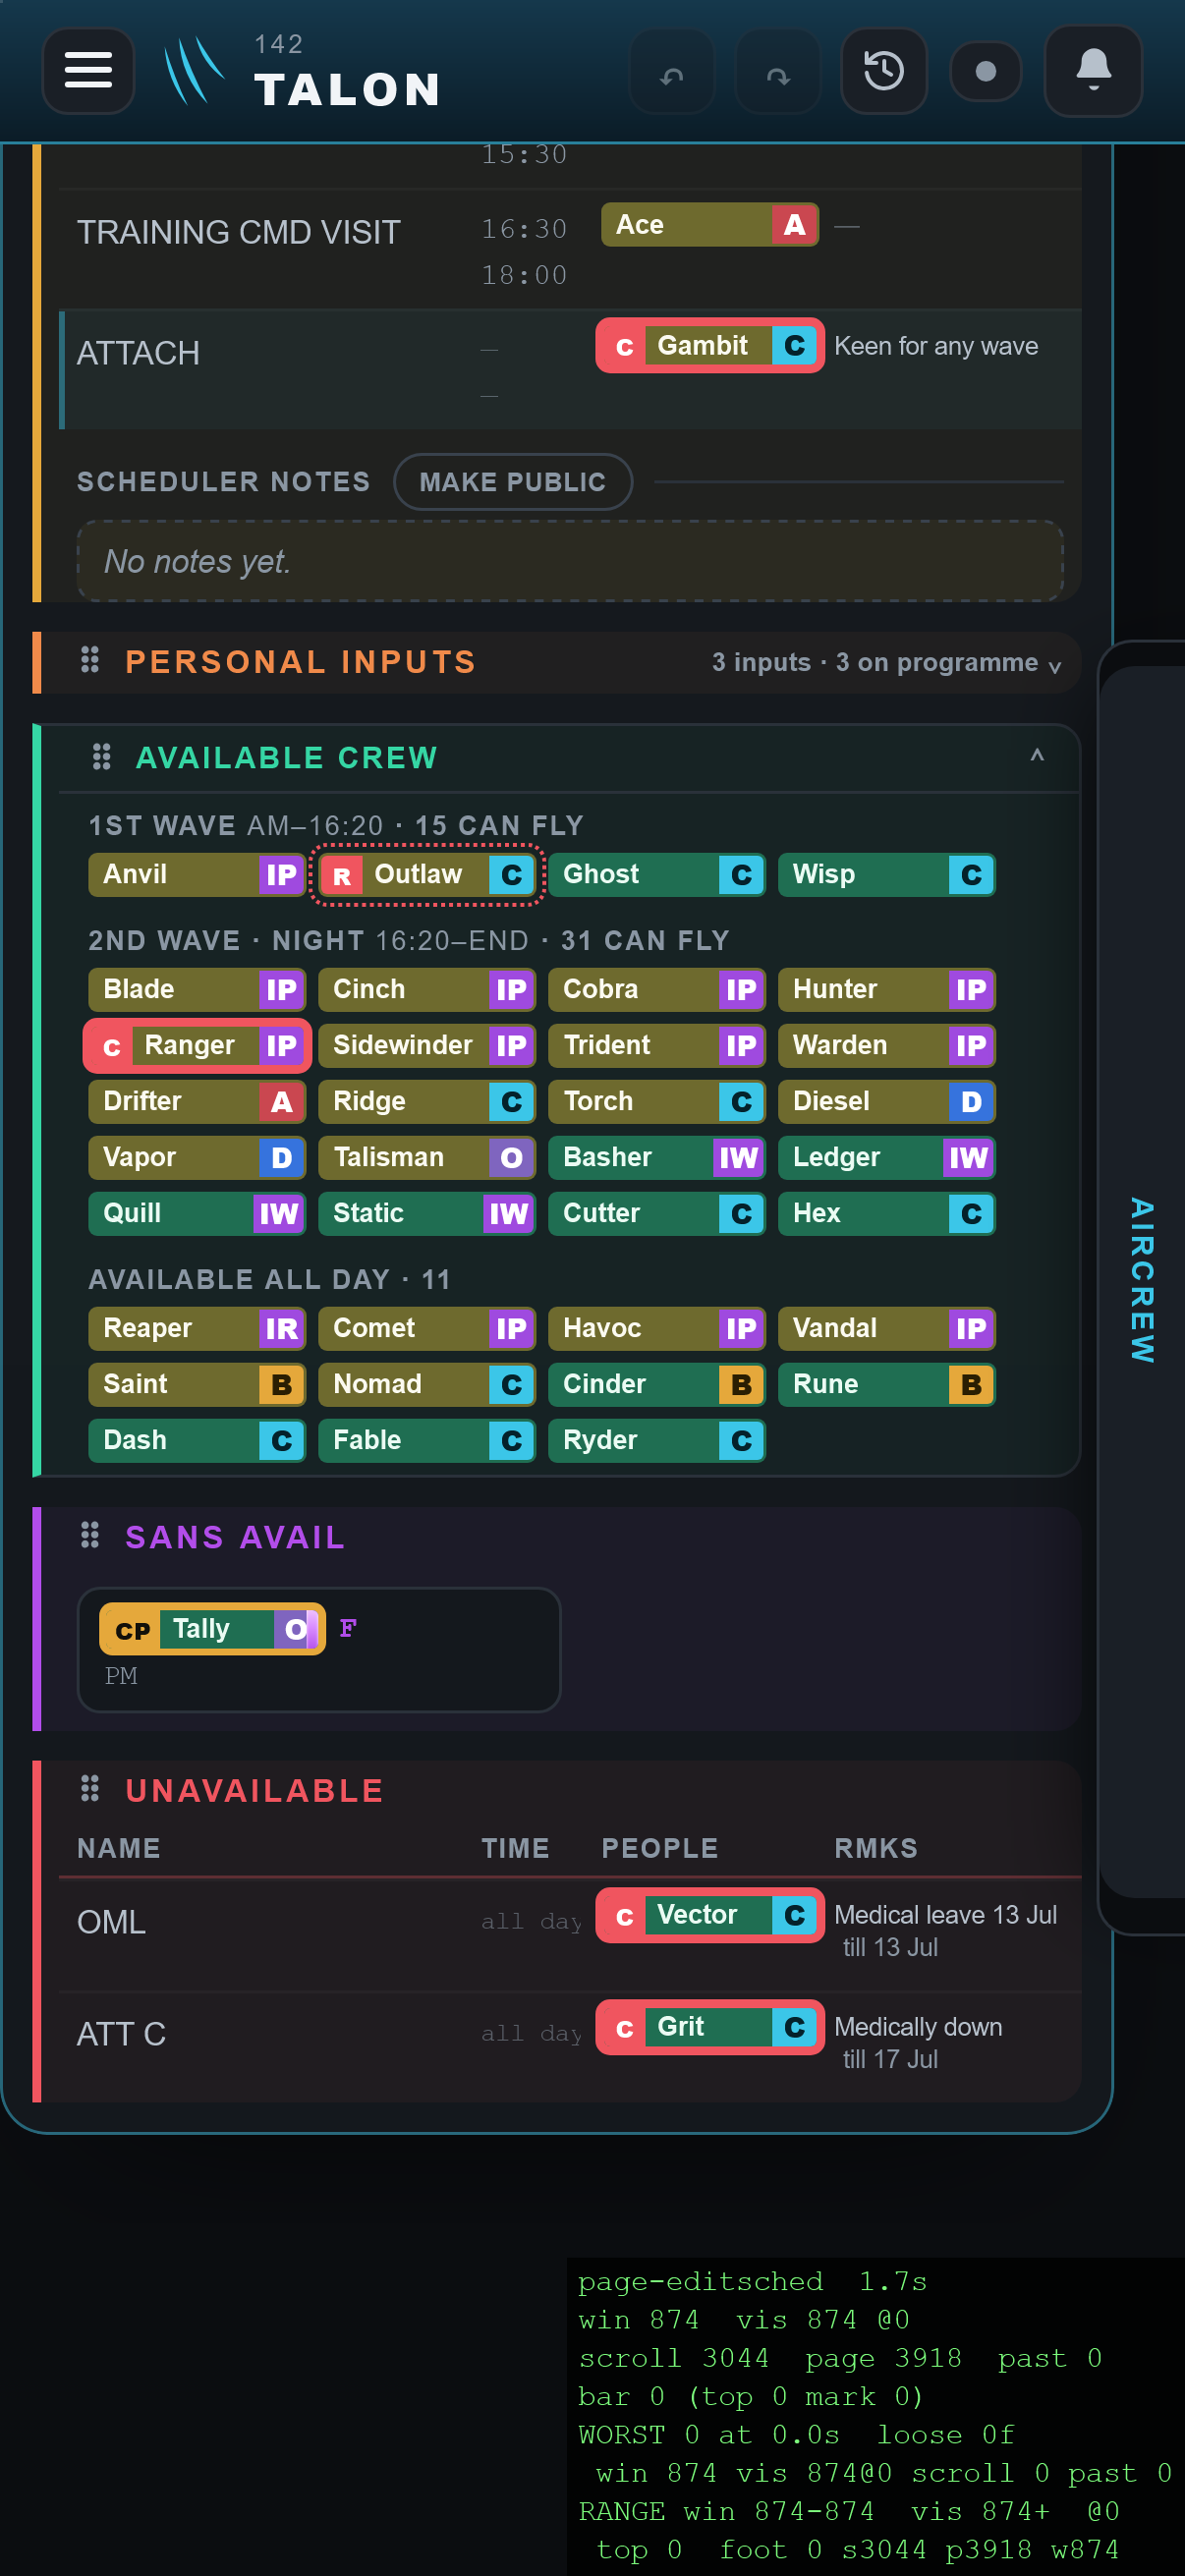 142
TALON
15:30
TRAINING CMD VISIT 16:30 Ace A —
18:00
ATTACH — C Gambit C Keen for any wave
—
SCHEDULER NOTES MAKE PUBLIC
No notes yet.
PERSONAL INPUTS 3 inputs · 3 on programme
AVAILABLE CREW
1ST WAVE AM–16:20 · 15 CAN FLY
Anvil IP R Outlaw C Ghost C Wisp C
2ND WAVE · NIGHT 16:20–END · 31 CAN FLY
Blade IP Cinch IP Cobra IP Hunter IP
C Ranger IP Sidewinder IP Trident IP Warden IP
Drifter A Ridge C Torch C Diesel D
Vapor D Talisman O Basher IW Ledger IW
Quill IW Static IW Cutter C Hex C
AVAILABLE ALL DAY · 11
Reaper IR Comet IP Havoc IP Vandal IP
Saint B Nomad C Cinder B Rune B
Dash C Fable C Ryder C
AIRCREW
SANS AVAIL
CP Tally O F
PM
UNAVAILABLE
NAME TIME PEOPLE RMKS
OML all day C Vector C Medical leave 13 Jul
till 13 Jul
ATT C all day C Grit C Medically down
till 17 Jul
page-editsched 1.7s
win 874 vis 874 @0
scroll 3044 page 3918 past 0
bar 0 (top 0 mark 0)
WORST 0 at 0.0s loose 0f
win 874 vis 874@0 scroll 0 past 0
RANGE win 874-874 vis 874+ @0
top 0 foot 0 s3044 p3918 w874